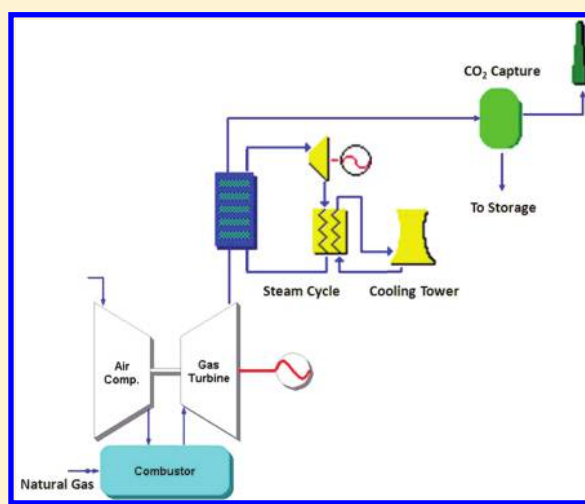 CO₂ Capture
To Storage
Steam Cycle
Cooling Tower
Air
Comp.
Gas
Turbine
Natural Gas
Combustor